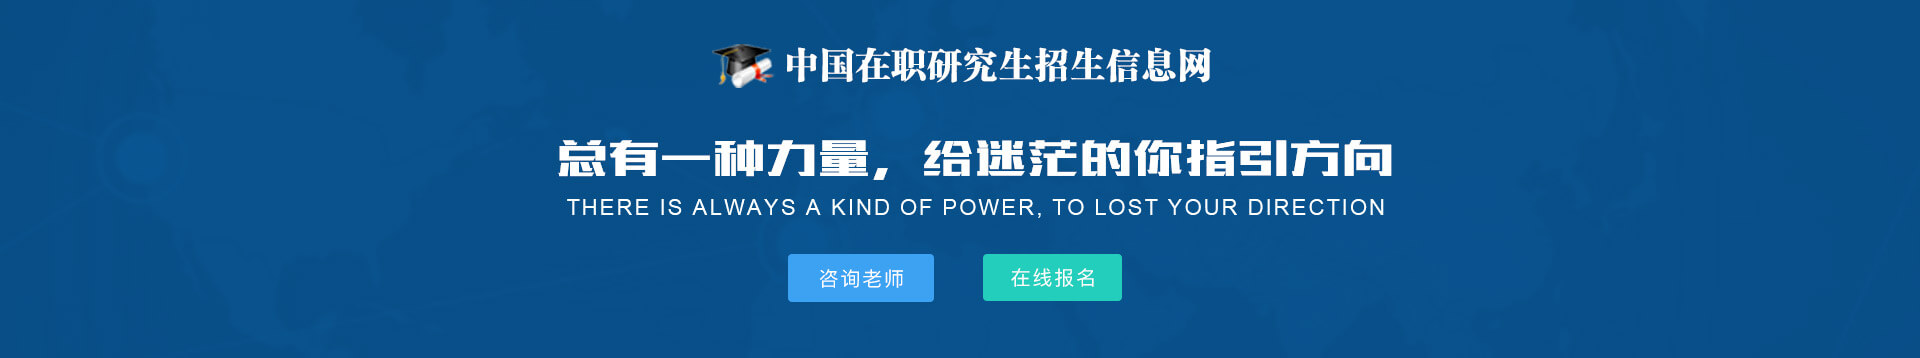 中国在职研究生招生信息网
总有一种力量，给迷茫的你指引方向
THERE IS ALWAYS A KIND OF POWER, TO LOST YOUR DIRECTION
咨询老师
在线报名